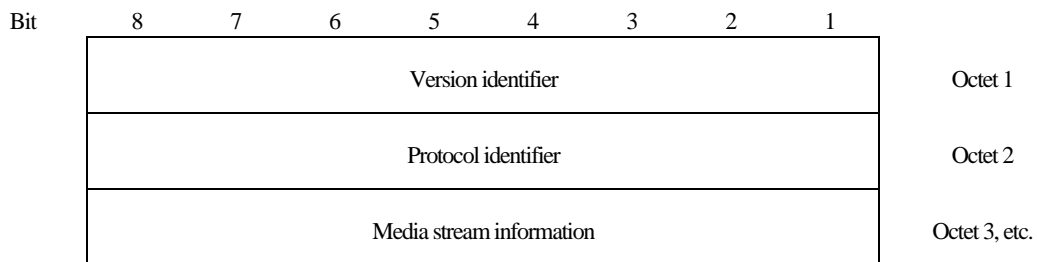 Bit 8 7 6 5 4 3 2 1
Version identifier Octet 1
Protocol identifier Octet 2
Media stream information Octet 3, etc.